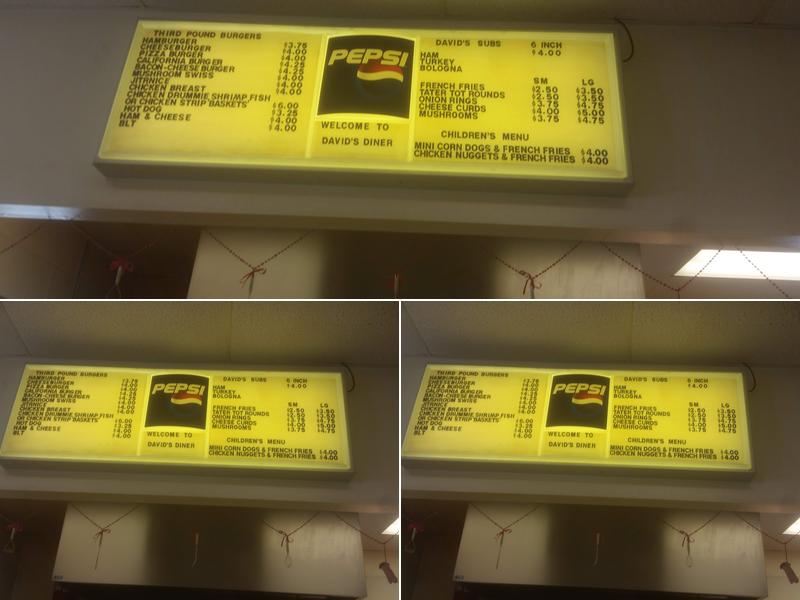 THIRD POUND BURGERS
HAMBURGER $3.75
CHEESEBURGER $4.00
PIZZA BURGER $4.00
CALIFORNIA BURGER $4.25
BACON-CHEESE BURGER $4.25
MUSHROOM SWISS
JITRNICE $4.00
CHICKEN BREAST $4.00
CHICKEN DRUMMIE SHRIMP FISH
OR CHICKEN STRIP BASKETS $6.00
HOT DOG $3.25
HAM & CHEESE $4.00
BLT $4.00
PEPSI
WELCOME TO
DAVID'S DINER
DAVID'S SUBS 6 INCH
HAM $4.00
TURKEY
BOLOGNA
SM LG
FRENCH FRIES $2.50 $3.50
TATER TOT ROUNDS $2.50 $3.50
ONION RINGS $3.75 $4.75
CHEESE CURDS $4.00 $5.00
MUSHROOMS $3.75 $4.75
CHILDREN'S MENU
MINI CORN DOGS & FRENCH FRIES $4.00
CHICKEN NUGGETS & FRENCH FRIES $4.00